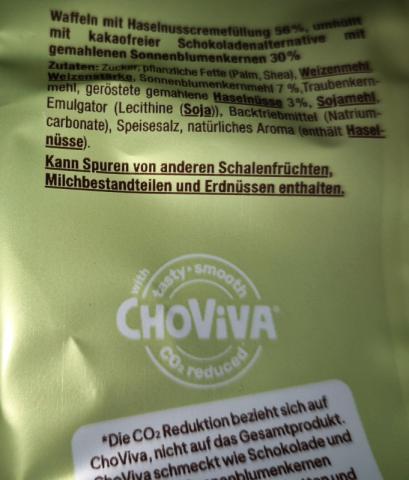 Waffeln mit Haselnusscremefüllung 56%, umhüllt
mit kakaofreier Schokoladenalternative mit
gemahlenen Sonnenblumenkernen 30%
Zutaten: Zucker, pflanzliche Fette (Palm, Shea), Weizenmehl,
Weizenstärke, Sonnenblumenkernmehl 7 %, Traubenkern-
mehl, geröstete gemahlene Haselnüsse 3%, Sojamehl,
Emulgator (Lecithine (Soja)), Backtriebmittel (Natrium-
carbonate), Speisesalz, natürliches Aroma (enthält Hasel-
nüsse).
Kann Spuren von anderen Schalenfrüchten,
Milchbestandteilen und Erdnüssen enthalten.
with
tasty·smooth
CHOViVA®
CO₂ reduced*
*Die CO₂ Reduktion bezieht sich auf
ChoViva, nicht auf das Gesamtprodukt.
ChoViva schmeckt wie Schokolade und
nnenblumenkernen
und